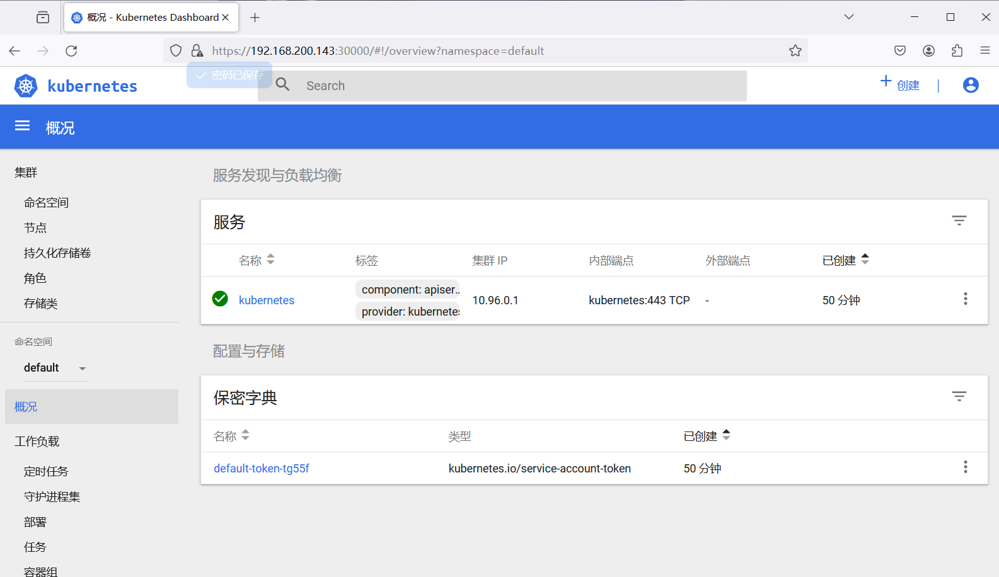 概况 - Kubernetes Dashboard
https://192.168.200.143:30000/#!/overview?namespace=default
密码已保存
kubernetes
Search
创建
概况
集群
命名空间
节点
持久化存储卷
角色
存储类
命名空间
default
概况
工作负载
定时任务
守护进程集
部署
任务
容器组
服务发现与负载均衡
服务
名称 标签 集群 IP 内部端点 外部端点 已创建
component: apiser..
provider: kubernetes
kubernetes 10.96.0.1 kubernetes:443 TCP - 50 分钟
配置与存储
保密字典
名称 类型 已创建
default-token-tg55f kubernetes.io/service-account-token 50 分钟